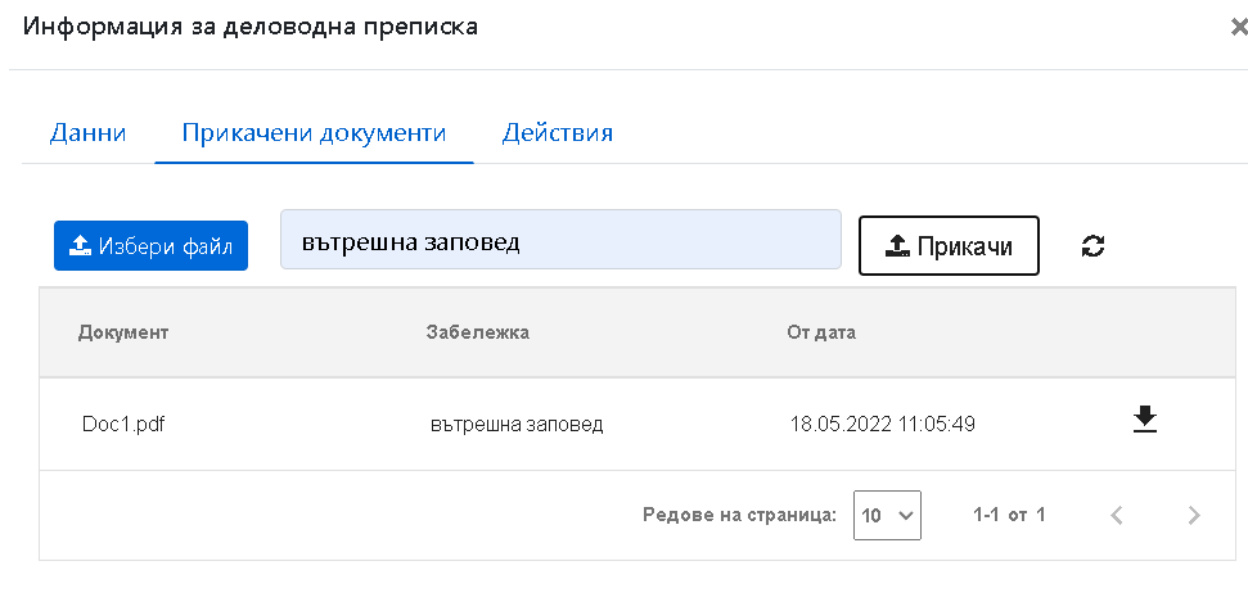 Информация за деловодна преписка
Данни Прикачени документи Действия
Избери файл вътрешна заповед Прикачи
Документ Забележка От дата
Doc1.pdf вътрешна заповед 18.05.2022 11:05:49
Редове на страница: 10 1-1 от 1